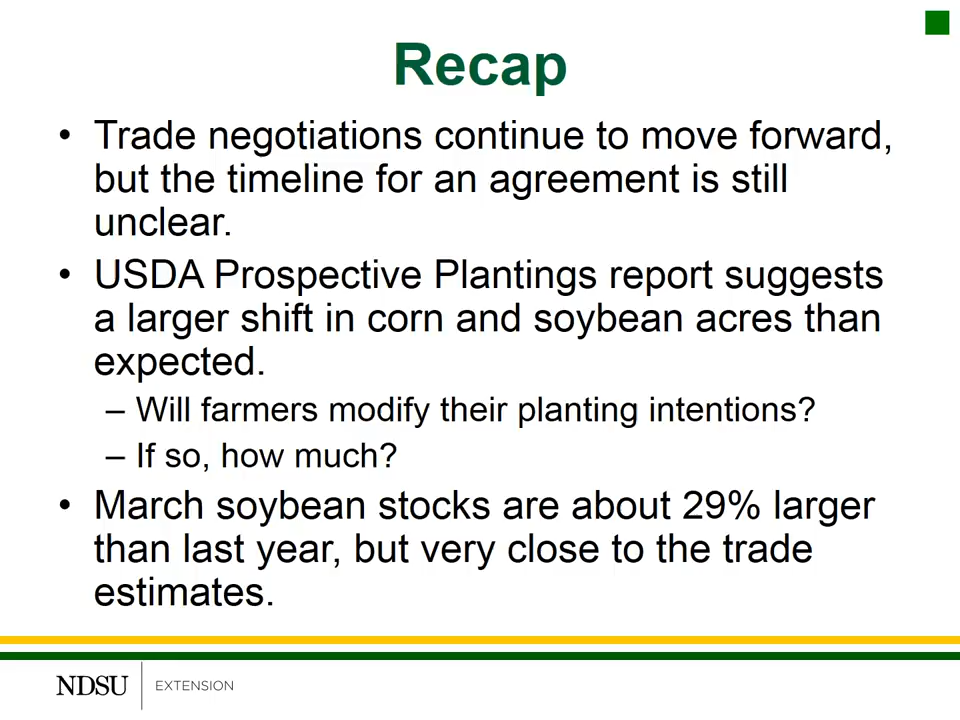 Recap
• Trade negotiations continue to move forward,
but the timeline for an agreement is still
unclear.
• USDA Prospective Plantings report suggests
a larger shift in corn and soybean acres than
expected.
– Will farmers modify their planting intentions?
– If so, how much?
• March soybean stocks are about 29% larger
than last year, but very close to the trade
estimates.
NDSU EXTENSION